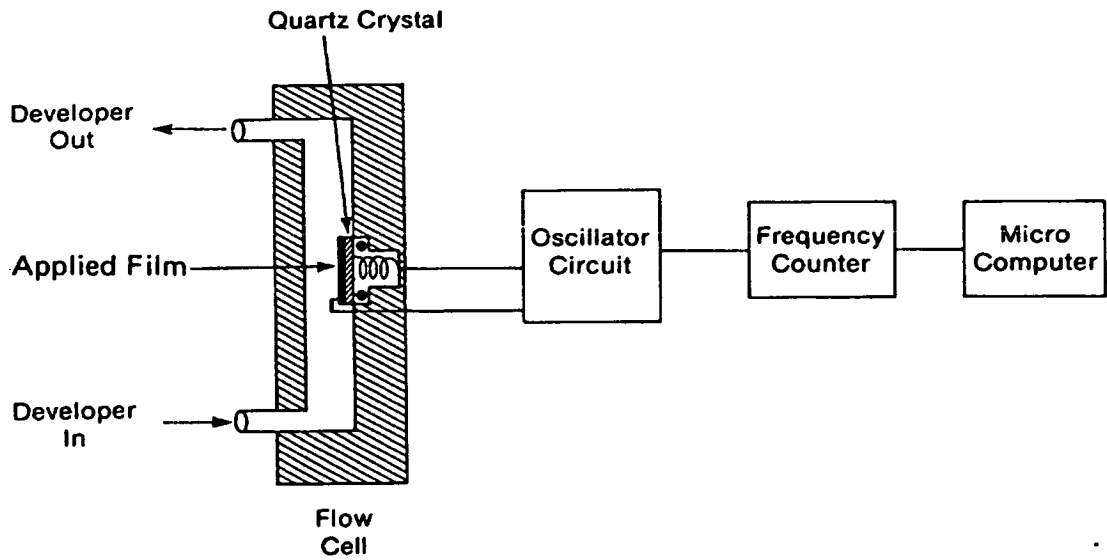 Quartz Crystal
Developer
Out
Applied Film
Developer
In
Oscillator
Circuit
Frequency
Counter
Micro
Computer
Flow
Cell